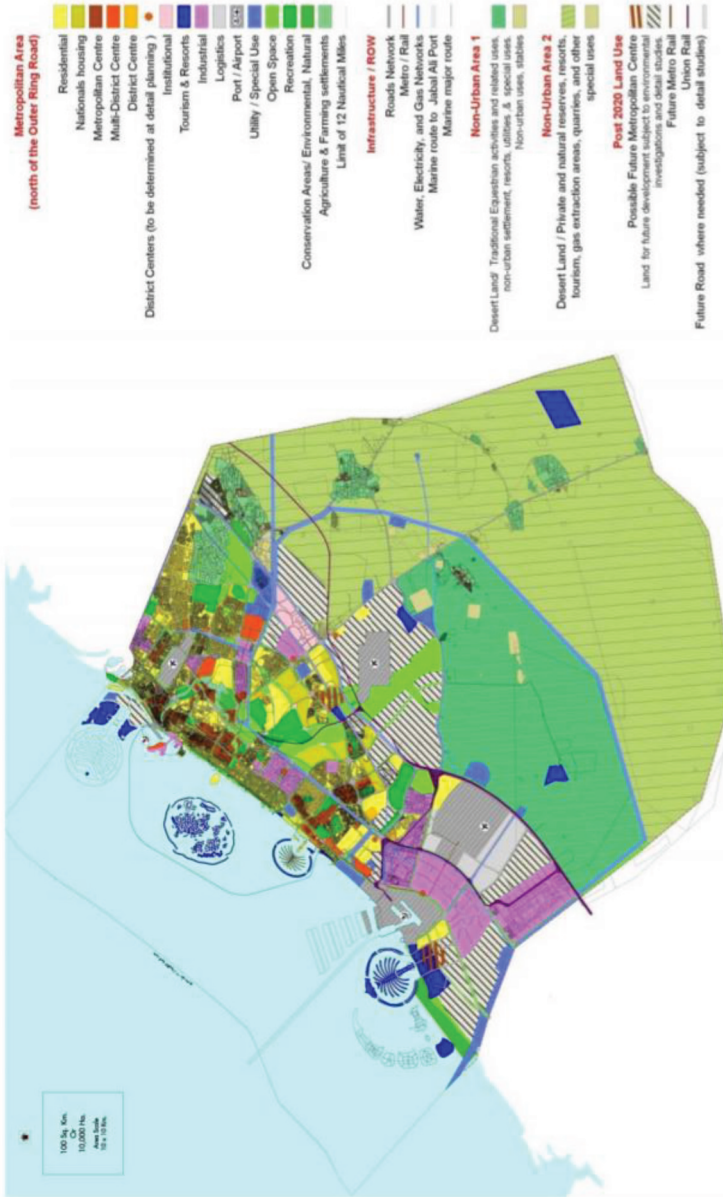 Metropolitan Area
(north of the Outer Ring Road)
Residential
Nationals housing
Metropolitan Centre
Multi-District Centre
District Centre
District Centers (to be determined at detail planning )
Institutional
Tourism & Resorts
Industrial
Logistics
Port / Airport
Utility / Special Use
Open Space
Recreation
Conservation Areas/ Environmental, Natural
Agriculture & Farming settlements
Limit of 12 Nautical Miles
Infrastructure / ROW
Roads Network
Metro / Rail
Water, Electricity, and Gas Networks
Marine route to Jabal Ali Port
Marine major route
Non-Urban Area 1
Desert Land/ Traditional Equestrian activities and related uses,
non-urban settlement, resorts, utilities ,& special uses
Non-urban uses, stables
Non-Urban Area 2
Desert Land / Private and natural reserves, resorts,
tourism, gas extraction areas, quarries, and other
special uses
Post 2020 Land Use
Possible Future Metropolitan Centre
Land for future development subject to environmental
investigations and detail studies.
Future Metro Rail
Union Rail
Future Road where needed (subject to detail studies)
100 Sq. Km.
Or
10,000 Ha.
Area Scale
10 x 10 Km.